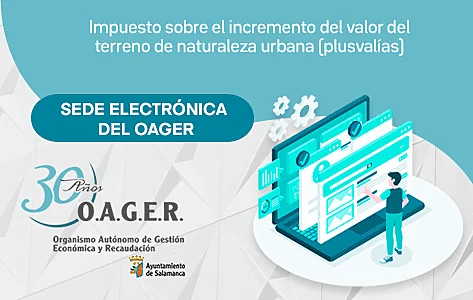 Impuesto sobre el incremento del valor del
terreno de naturaleza urbana (plusvalías)
SEDE ELECTRÓNICA
DEL OAGER
30 Años
O.A.G.E.R.
Organismo Autónomo de Gestión
Económica y Recaudación
Ayuntamiento
de Salamanca